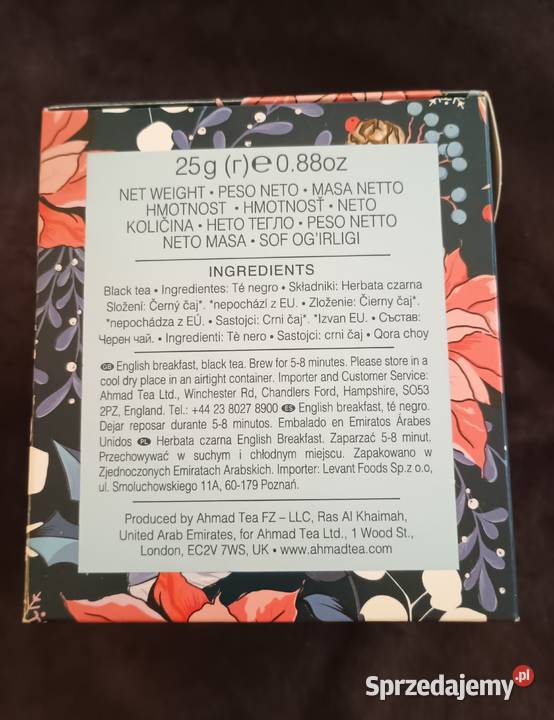 25g (г)℮0.88oz
NET WEIGHT • PESO NETO • MASA NETTO
HMOTNOST • HMOTNOSŤ • NETO
KOLIČINA • НЕТО ТЕГЛО • PESO NETTO
NETO MASA • SOF OG'IRLIGI
INGREDIENTS
Black tea • Ingredientes: Té negro • Składniki: Herbata czarna
Složení: Černý čaj*. *nepochází z EU. • Zloženie: Čierny čaj*.
*nepochádza z EÚ. • Sastojci: Crni čaj*. *Izvan EU. • Състав:
Черен чай. • Ingredienti: Tè nero • Sastojci: crni čaj • Qora choy
GB English breakfast, black tea. Brew for 5-8 minutes. Please store in a
cool dry place in an airtight container. Importer and Customer Service:
Ahmad Tea Ltd., Winchester Rd, Chandlers Ford, Hampshire, SO53
2PZ, England. Tel.: +44 23 8027 8900 ES English breakfast, té negro.
Dejar reposar durante 5-8 minutos. Embalado en Emiratos Árabes
Unidos PL Herbata czarna English Breakfast. Zaparzać 5-8 minut.
Przechowywać w suchym i chłodnym miejscu. Zapakowano w
Zjednoczonych Emiratach Arabskich. Importer: Levant Foods Sp.z o.o,
ul. Smoluchowskiego 11A, 60-179 Poznań.
Produced by Ahmad Tea FZ – LLC, Ras Al Khaimah,
United Arab Emirates, for Ahmad Tea Ltd., 1 Wood St.,
London, EC2V 7WS, UK • www.ahmadtea.com
Sprzedajemy.pl